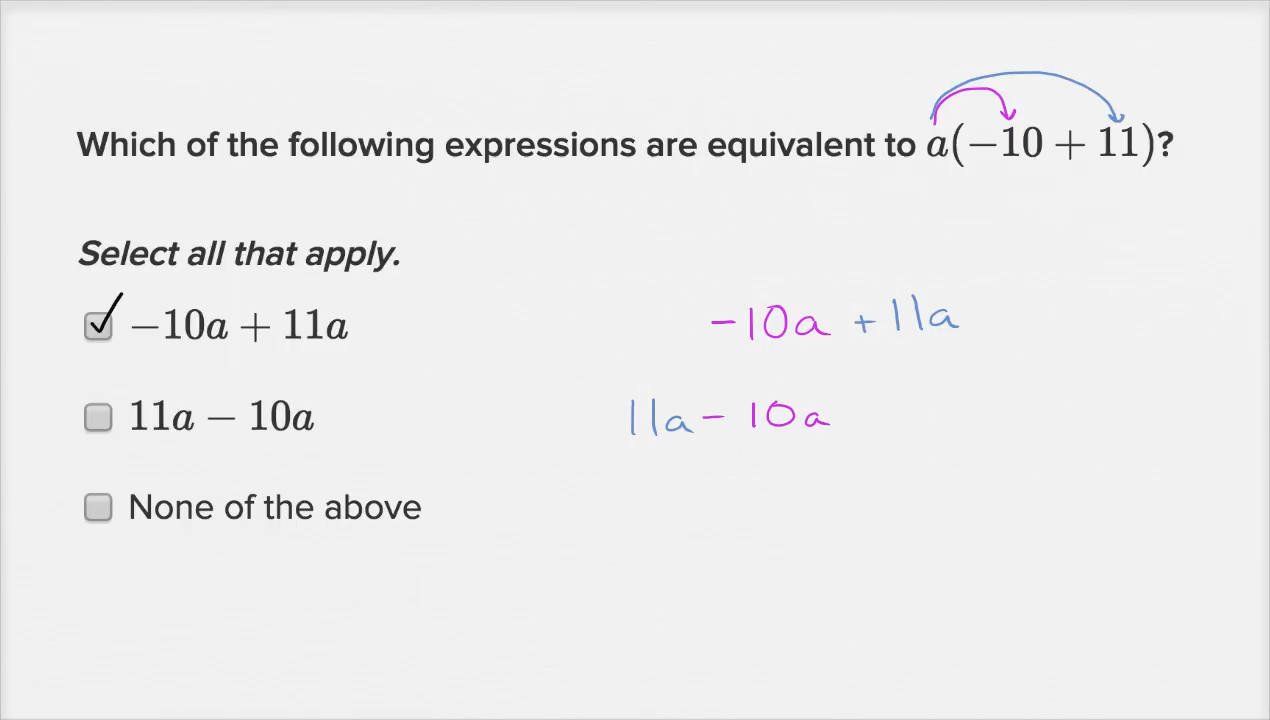 Which of the following expressions are equivalent to a(−10 + 11)?
Select all that apply.
−10a + 11a
-10a + 11a
11a − 10a
11a - 10a
None of the above